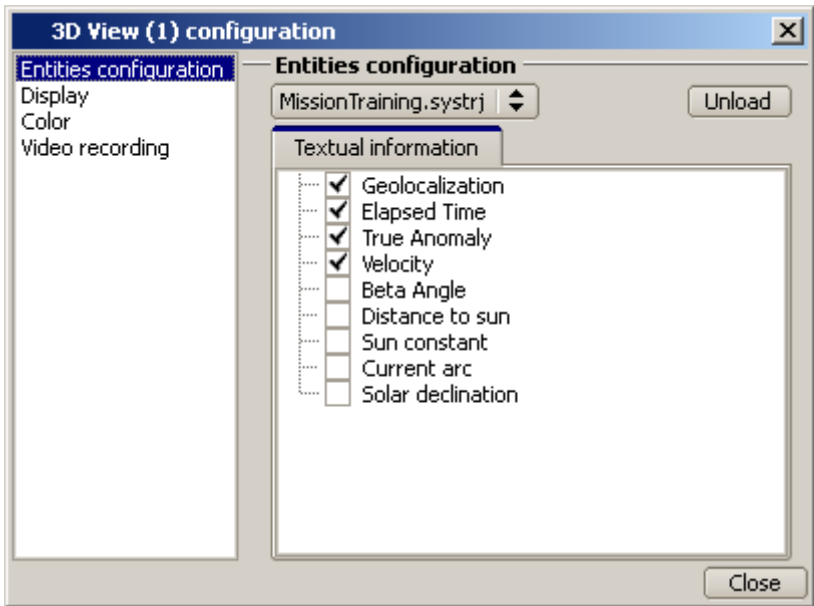 3D View (1) configuration
Entities configuration
Display
Color
Video recording
Entities configuration
MissionTraining.systrj
Unload
Textual information
Geolocalization
Elapsed Time
True Anomaly
Velocity
Beta Angle
Distance to sun
Sun constant
Current arc
Solar declination
Close